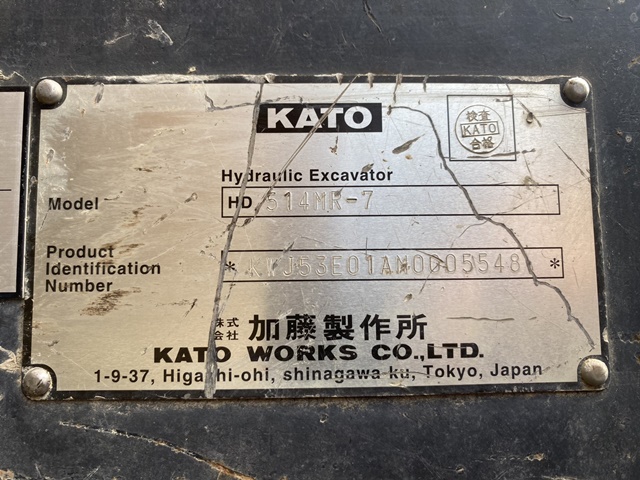 KATO
検査
KATO
合格
Hydraulic Excavator
Model HD 514MR-7
Product
Identification
Number
* KWJ53E01AM0005548 *
株式会社 加藤製作所
KATO WORKS CO.,LTD.
1-9-37, Higashi-ohi, shinagawa-ku, Tokyo, Japan